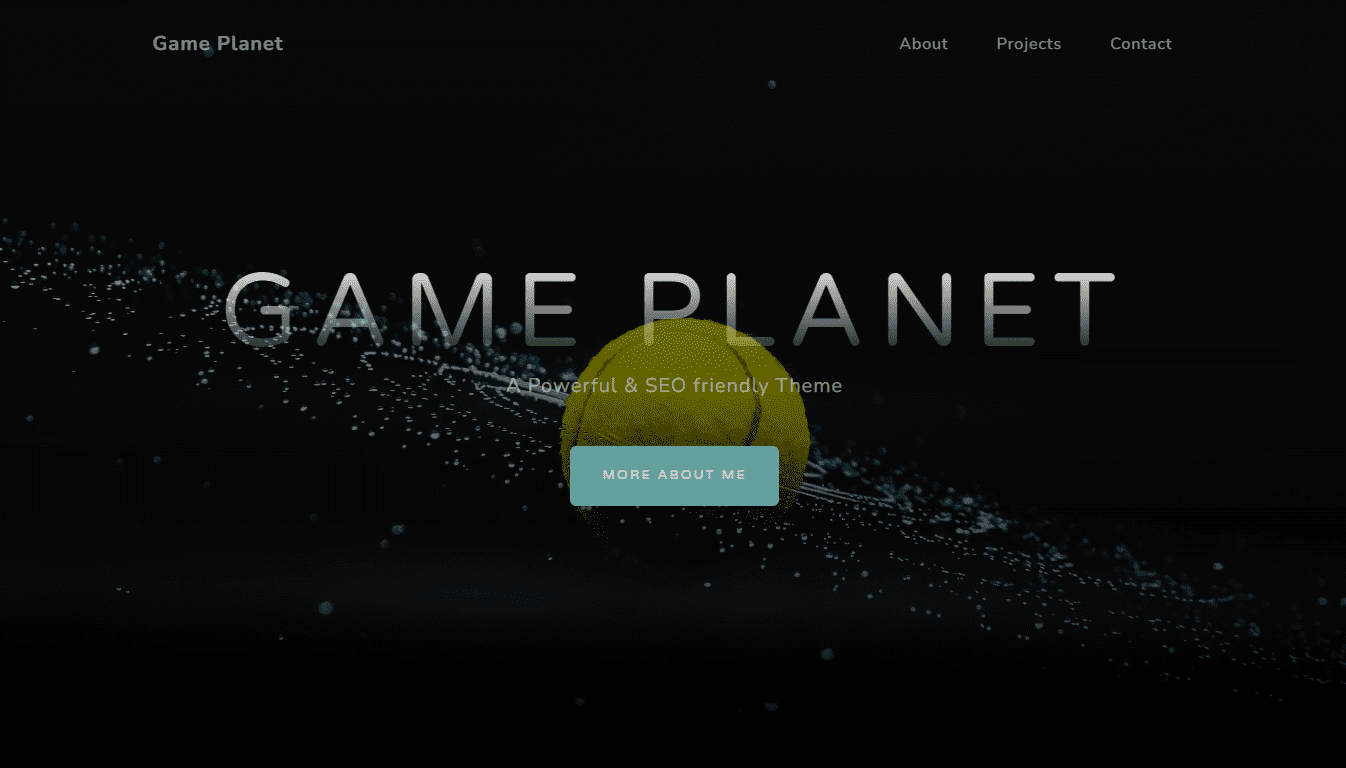 Game Planet
About Projects Contact
GAME PLANET
A Powerful & SEO friendly Theme
MORE ABOUT ME